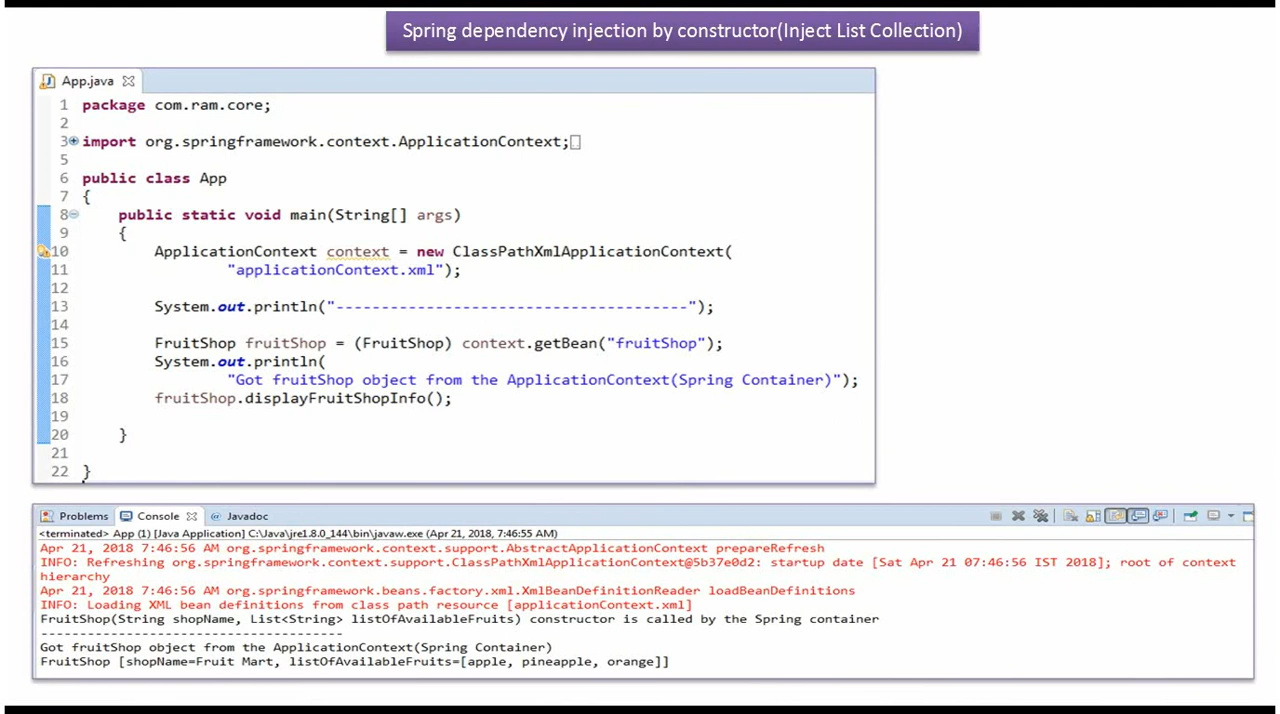 Spring dependency injection by constructor(Inject List Collection)
App.java
1 package com.ram.core;
2
3 import org.springframework.context.ApplicationContext;
5
6 public class App
7 {
8 public static void main(String[] args)
9 {
10 ApplicationContext context = new ClassPathXmlApplicationContext(
11 "applicationContext.xml");
12
13 System.out.println("---------------------------------------");
14
15 FruitShop fruitShop = (FruitShop) context.getBean("fruitShop");
16 System.out.println(
17 "Got fruitShop object from the ApplicationContext(Spring Container)");
18 fruitShop.displayFruitShopInfo();
19
20 }
21
22 }
Problems Console Javadoc
<terminated> App (1) [Java Application] C:\Java\jre1.8.0_144\bin\javaw.exe (Apr 21, 2018, 7:46:55 AM)
Apr 21, 2018 7:46:56 AM org.springframework.context.support.AbstractApplicationContext prepareRefresh
INFO: Refreshing org.springframework.context.support.ClassPathXmlApplicationContext@5b37e0d2: startup date [Sat Apr 21 07:46:56 IST 2018]; root of context
hierarchy
Apr 21, 2018 7:46:56 AM org.springframework.beans.factory.xml.XmlBeanDefinitionReader loadBeanDefinitions
INFO: Loading XML bean definitions from class path resource [applicationContext.xml]
FruitShop(String shopName, List<String> listOfAvailableFruits) constructor is called by the Spring container
---------------------------------------
Got fruitShop object from the ApplicationContext(Spring Container)
FruitShop [shopName=Fruit Mart, listOfAvailableFruits=[apple, pineapple, orange]]